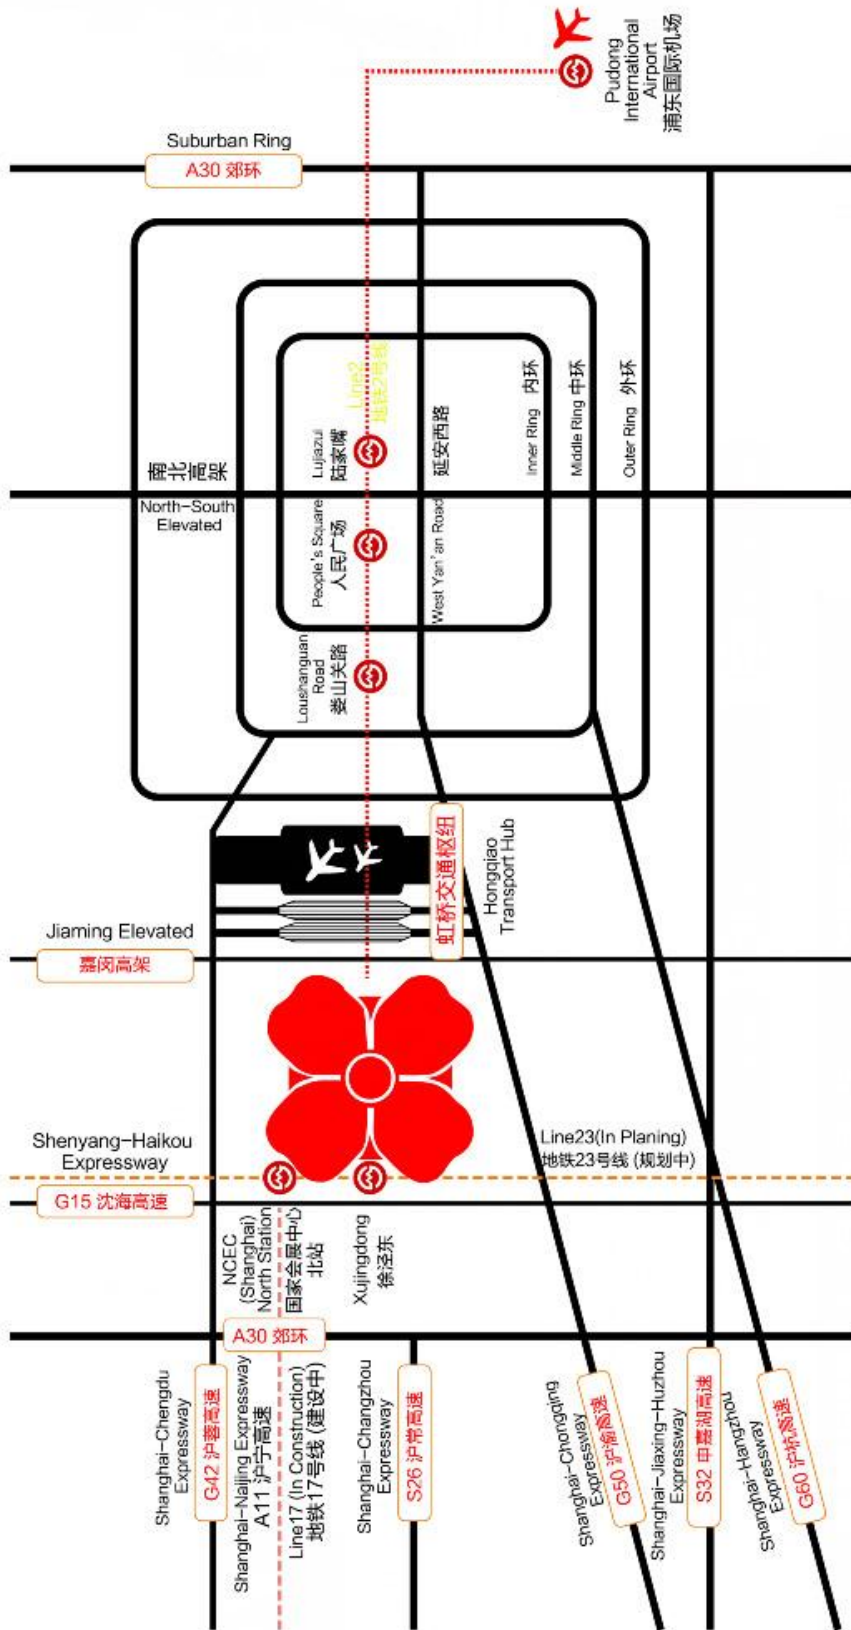 Pudong
International
Airport
浦东国际机场
Suburban Ring
A30 郊环
Line2
地铁2号线
Lujiazui
陆家嘴
延安西路
Inner Ring 内环
Middle Ring 中环
Outer Ring 外环
南北高架
North-South
Elevated
People's Square
人民广场
West Yan'an Road
Loushanguan
Road
娄山关路
虹桥交通枢纽
Hongqiao
Transport Hub
Jiaming Elevated
嘉闵高架
Shenyang-Haikou
Expressway
G15 沈海高速
Line23(In Planing)
地铁23号线 (规划中)
NCEC
(Shanghai)
North Station
国家会展中心
北站
Xujingdong
徐泾东
A30 郊环
Shanghai-Chengdu
Expressway
G42 沪蓉高速
Shanghai-Naijing Expressway
A11 沪宁高速
Line17 (In Construction)
地铁17号线 (建设中)
Shanghai-Changzhou
Expressway
S26 沪常高速
Shanghai-Chongqing
Expressway
G50 沪渝高速
Shanghai-Jiaxing-Huzhou
Expressway
S32 申嘉湖高速
Shanghai-Hangzhou
Expressway
G60 沪杭高速